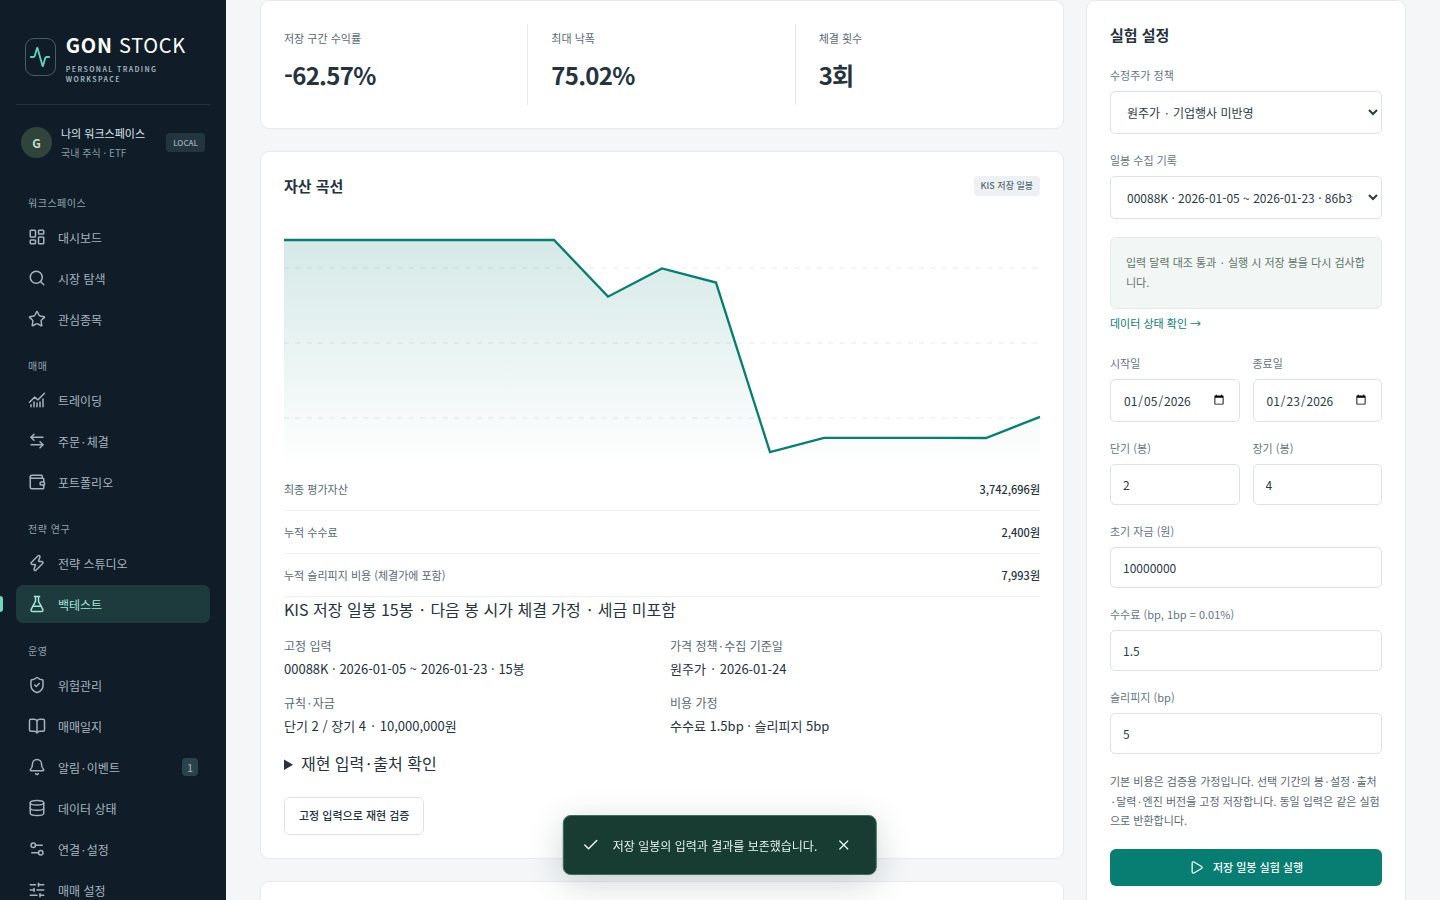 GON STOCK
PERSONAL TRADING
WORKSPACE
G
나의 워크스페이스
국내 주식 · ETF
LOCAL
워크스페이스
대시보드
시장 탐색
관심종목
매매
트레이딩
주문·체결
포트폴리오
전략 연구
전략 스튜디오
백테스트
운영
위험관리
매매일지
알림·이벤트
1
데이터 상태
연결·설정
매매 설정
저장 구간 수익률
-62.57%
최대 낙폭
75.02%
체결 횟수
3회
자산 곡선
KIS 저장 일봉
최종 평가자산
3,742,696원
누적 수수료
2,400원
누적 슬리피지 비용 (체결가에 포함)
7,993원
KIS 저장 일봉 15봉 · 다음 봉 시가 체결 가정 · 세금 미포함
고정 입력
00088K · 2026-01-05 ~ 2026-01-23 · 15봉
가격 정책·수집 기준일
원주가 · 2026-01-24
규칙·자금
단기 2 / 장기 4 · 10,000,000원
비용 가정
수수료 1.5bp · 슬리피지 5bp
재현 입력·출처 확인
고정 입력으로 재현 검증
저장 일봉의 입력과 결과를 보존했습니다.
실험 설정
수정주가 정책
원주가 · 기업행사 미반영
일봉 수집 기록
00088K · 2026-01-05 ~ 2026-01-23 · 86b3
입력 달력 대조 통과 · 실행 시 저장 봉을 다시 검사합
니다.
데이터 상태 확인 →
시작일
종료일
01/05/2026
01/23/2026
단기 (봉)
장기 (봉)
2
4
초기 자금 (원)
10000000
수수료 (bp, 1bp = 0.01%)
1.5
슬리피지 (bp)
5
기본 비용은 검증용 가정입니다. 선택 기간의 봉·설정·출처
·달력·엔진 버전을 고정 저장합니다. 동일 입력은 같은 실험
으로 반환합니다.
저장 일봉 실험 실행